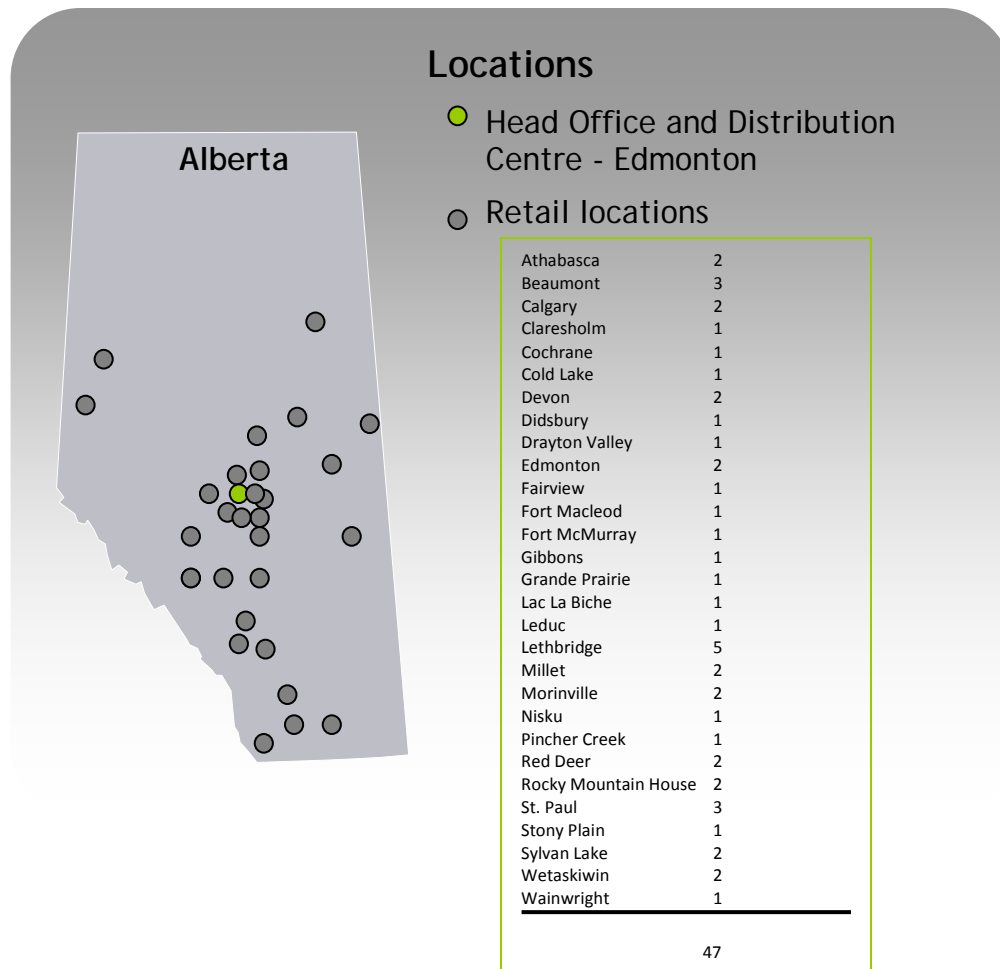 Locations
Alberta
Head Office and Distribution
Centre - Edmonton
Retail locations
Athabasca 2
Beaumont 3
Calgary 2
Claresholm 1
Cochrane 1
Cold Lake 1
Devon 2
Didsbury 1
Drayton Valley 1
Edmonton 2
Fairview 1
Fort Macleod 1
Fort McMurray 1
Gibbons 1
Grande Prairie 1
Lac La Biche 1
Leduc 1
Lethbridge 5
Millet 2
Morinville 2
Nisku 1
Pincher Creek 1
Red Deer 2
Rocky Mountain House 2
St. Paul 3
Stony Plain 1
Sylvan Lake 2
Wetaskiwin 2
Wainwright 1
47